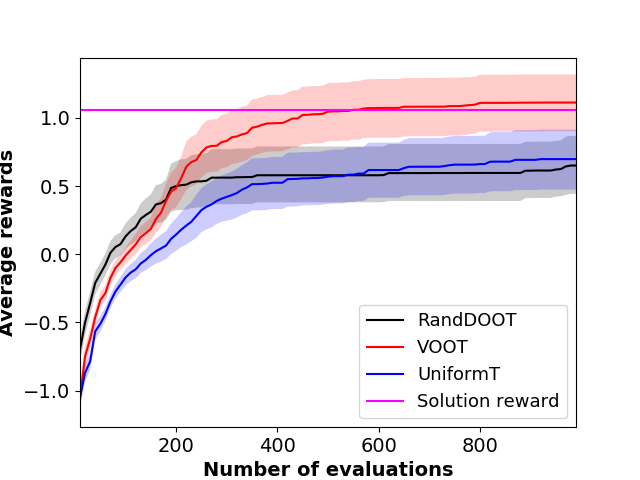 Average rewards
1.0
0.5
0.0
−0.5
−1.0
200
400
600
800
Number of evaluations
RandDOOT
VOOT
UniformT
Solution reward